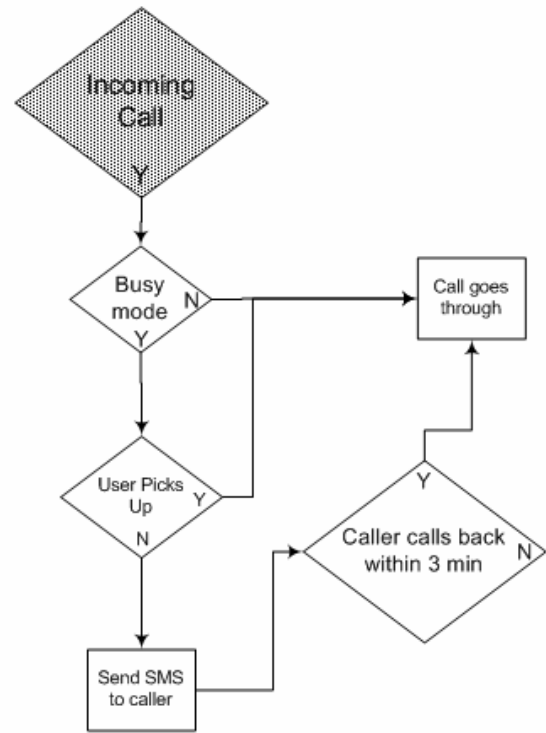 Incoming
Call
Y
Busy
mode
N
Y
Call goes
through
User Picks
Up
Y
N
Y
Caller calls back
within 3 min
N
Send SMS
to caller